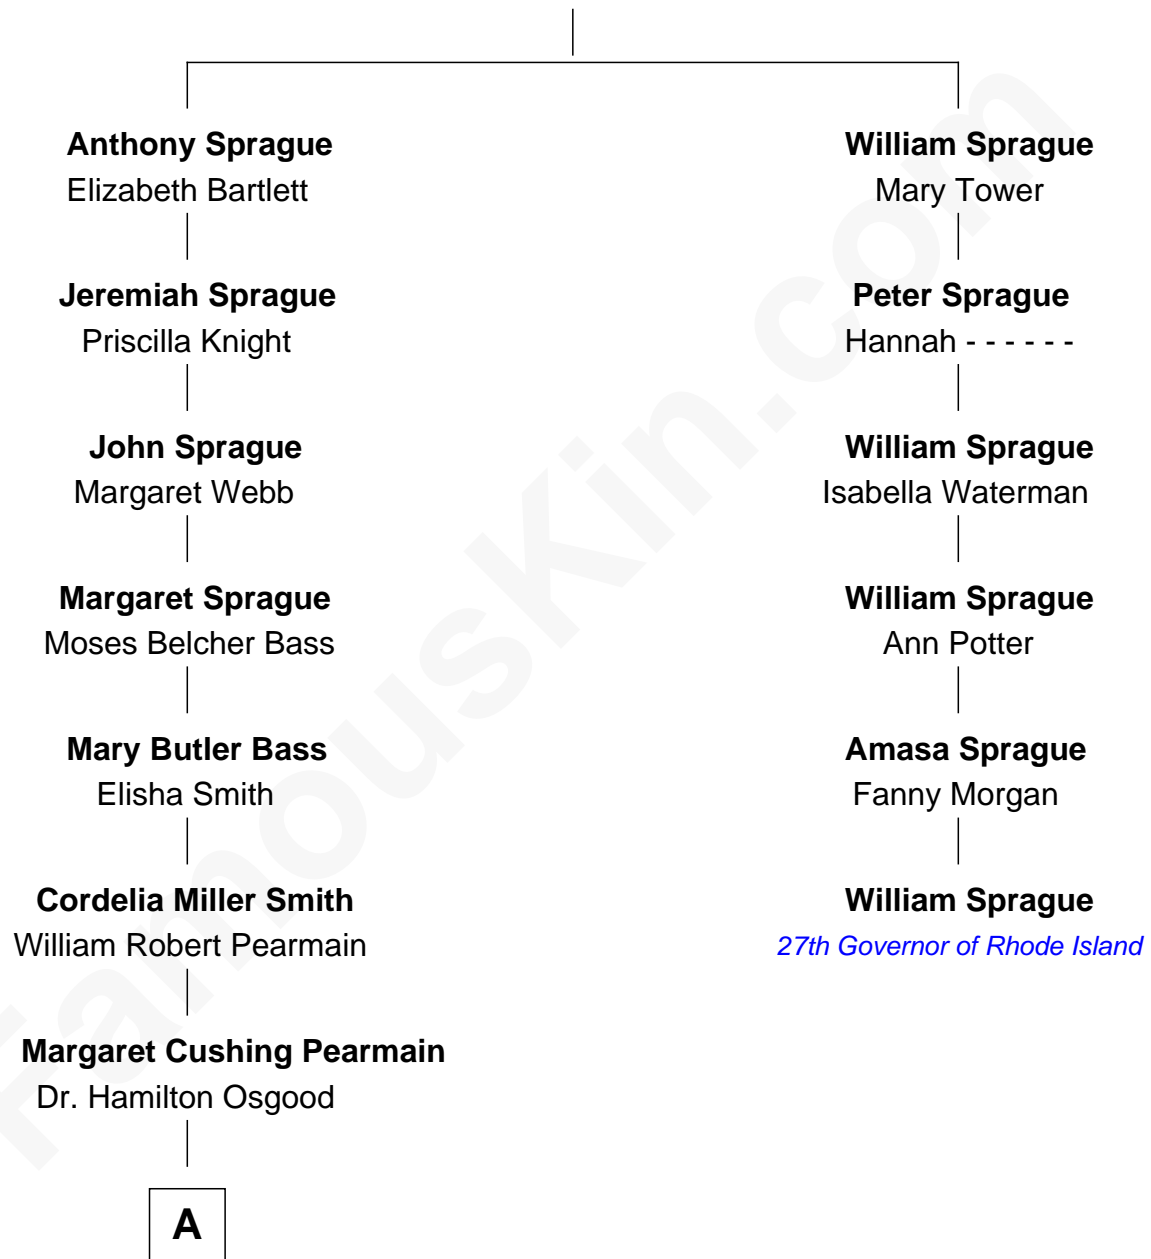 Anthony Sprague
Elizabeth Bartlett
Jeremiah Sprague
Priscilla Knight
John Sprague
Margaret Webb
Margaret Sprague
Moses Belcher Bass
Mary Butler Bass
Elisha Smith
Cordelia Miller Smith
William Robert Pearmain
Margaret Cushing Pearmain
Dr. Hamilton Osgood
A
William Sprague
Mary Tower
Peter Sprague
Hannah - - - - - -
William Sprague
Isabella Waterman
William Sprague
Ann Potter
Amasa Sprague
Fanny Morgan
William Sprague
27th Governor of Rhode Island
FamousKin.com